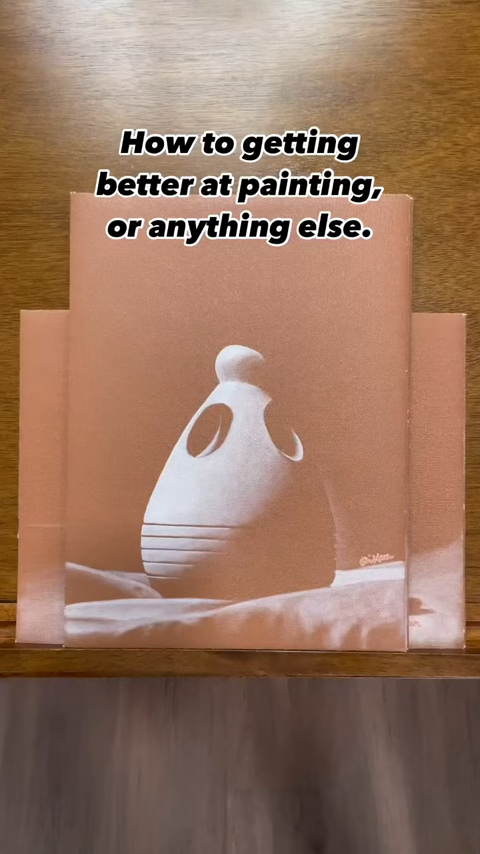 How to getting
better at painting,
or anything else.